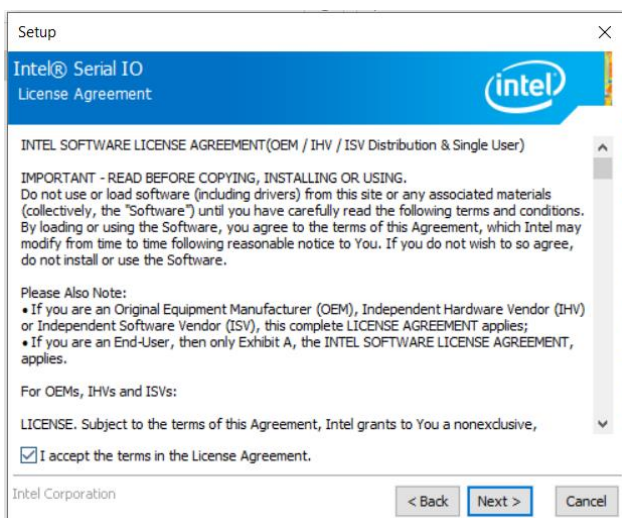 Setup
Intel® Serial IO
License Agreement
intel
INTEL SOFTWARE LICENSE AGREEMENT(OEM / IHV / ISV Distribution & Single User)
IMPORTANT - READ BEFORE COPYING, INSTALLING OR USING.
Do not use or load software (including drivers) from this site or any associated materials
(collectively, the "Software") until you have carefully read the following terms and conditions.
By loading or using the Software, you agree to the terms of this Agreement, which Intel may
modify from time to time following reasonable notice to You. If you do not wish to so agree,
do not install or use the Software.
Please Also Note:
• If you are an Original Equipment Manufacturer (OEM), Independent Hardware Vendor (IHV)
or Independent Software Vendor (ISV), this complete LICENSE AGREEMENT applies;
• If you are an End-User, then only Exhibit A, the INTEL SOFTWARE LICENSE AGREEMENT,
applies.
For OEMs, IHVs and ISVs:
LICENSE. Subject to the terms of this Agreement, Intel grants to You a nonexclusive,
I accept the terms in the License Agreement.
Intel Corporation
< Back Next > Cancel